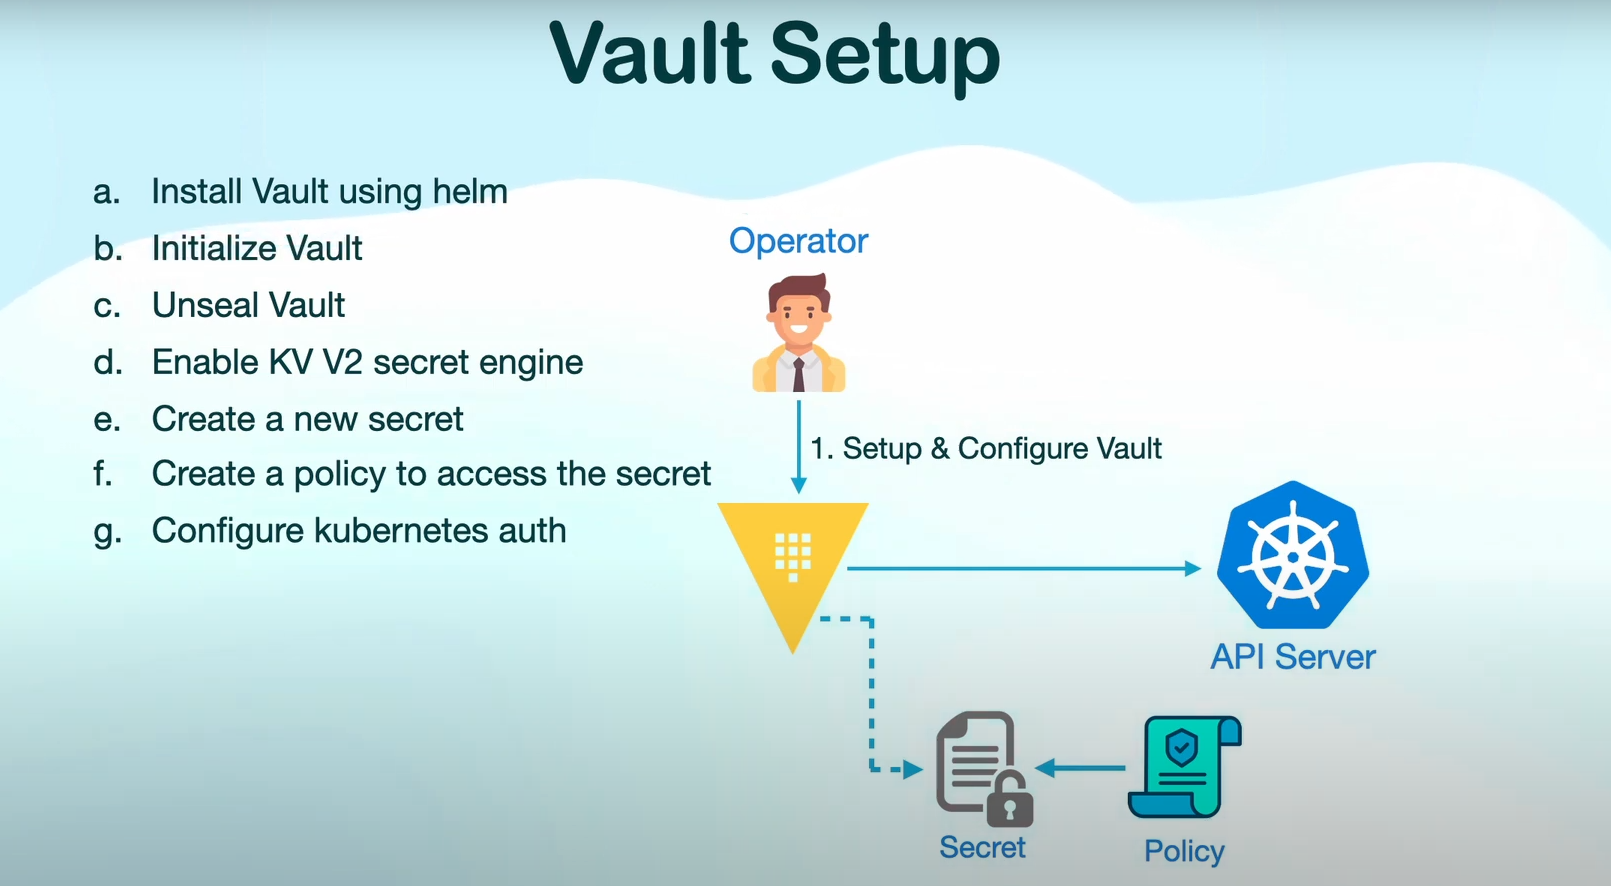 Vault Setup
a. Install Vault using helm
b. Initialize Vault
c. Unseal Vault
d. Enable KV V2 secret engine
e. Create a new secret
f. Create a policy to access the secret
g. Configure kubernetes auth
Operator
1. Setup & Configure Vault
API Server
Secret
Policy